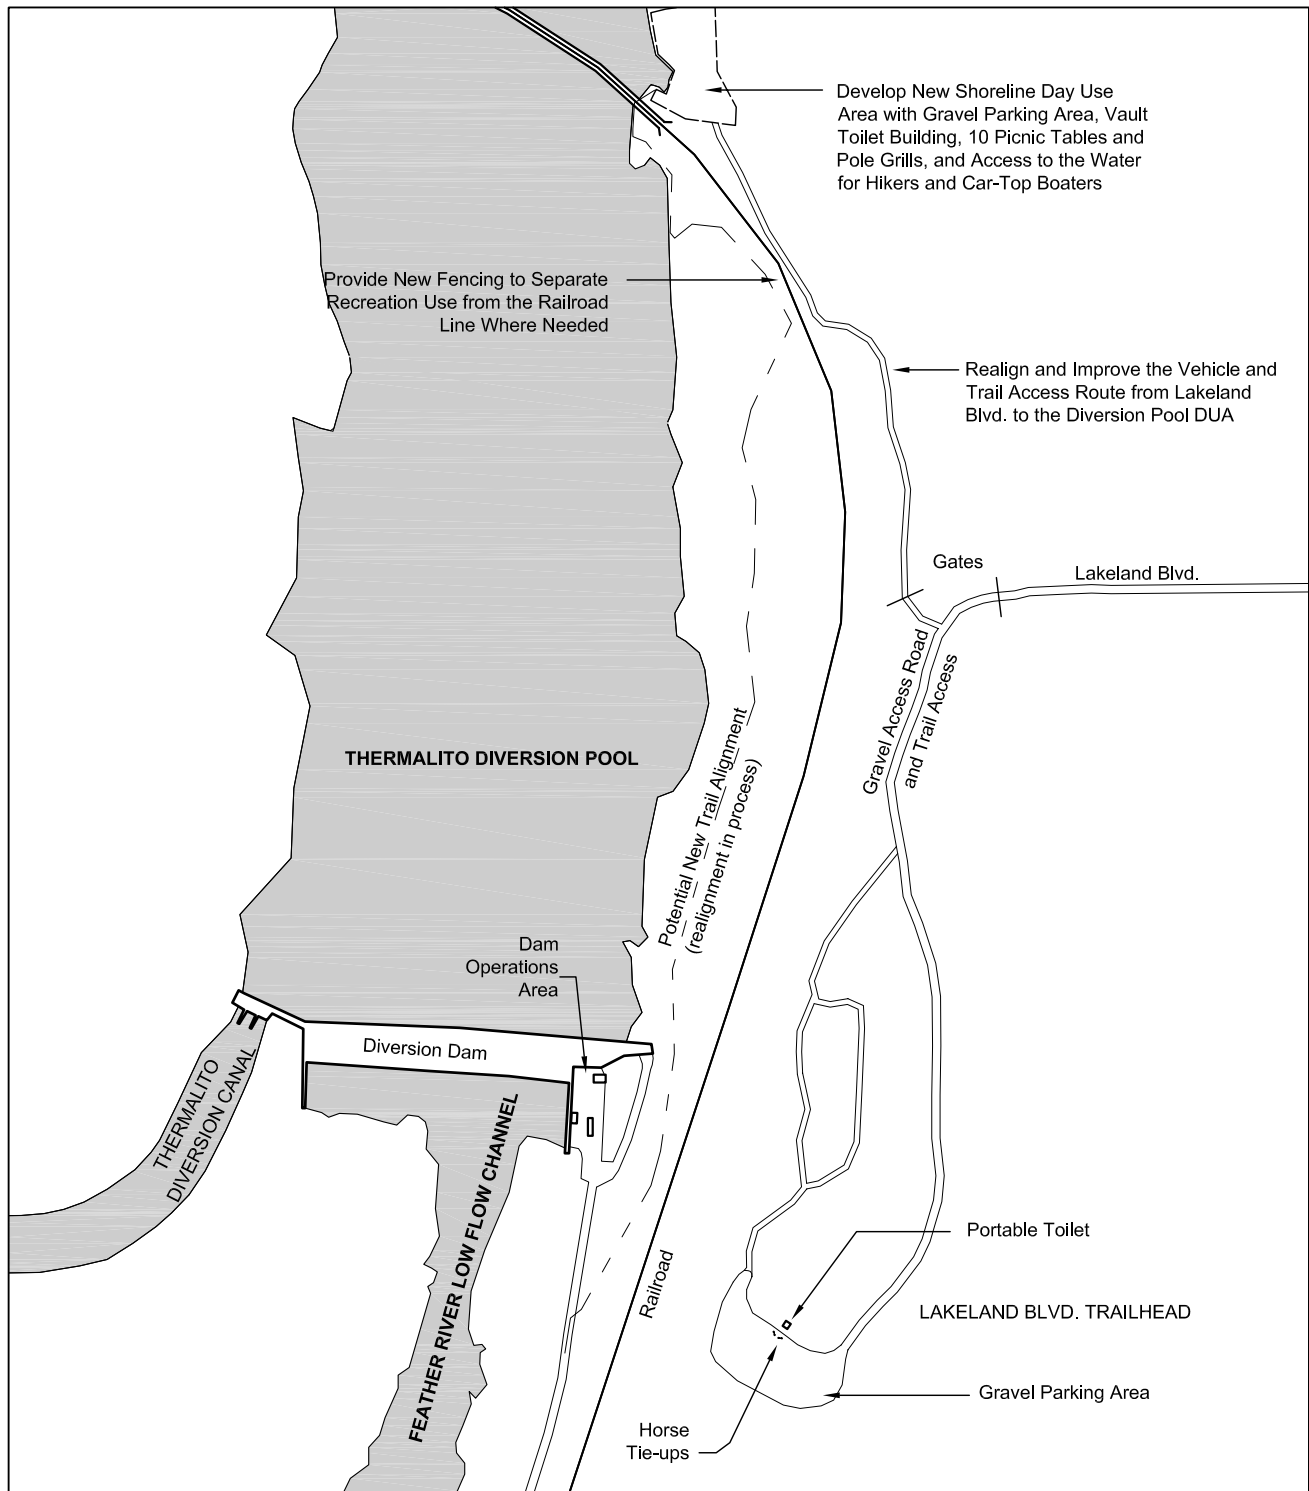 Develop New Shoreline Day Use
Area with Gravel Parking Area, Vault
Toilet Building, 10 Picnic Tables and
Pole Grills, and Access to the Water
for Hikers and Car-Top Boaters
Provide New Fencing to Separate
Recreation Use from the Railroad
Line Where Needed
Realign and Improve the Vehicle and
Trail Access Route from Lakeland
Blvd. to the Diversion Pool DUA
Gates
Lakeland Blvd.
Gravel Access Road
and Trail Access
THERMALITO DIVERSION POOL
Potential New Trail Alignment
(realignment in process)
Dam
Operations
Area
Diversion Dam
THERMALITO
DIVERSION CANAL
FEATHER RIVER LOW FLOW CHANNEL
Railroad
Portable Toilet
LAKELAND BLVD. TRAILHEAD
Gravel Parking Area
Horse
Tie-ups